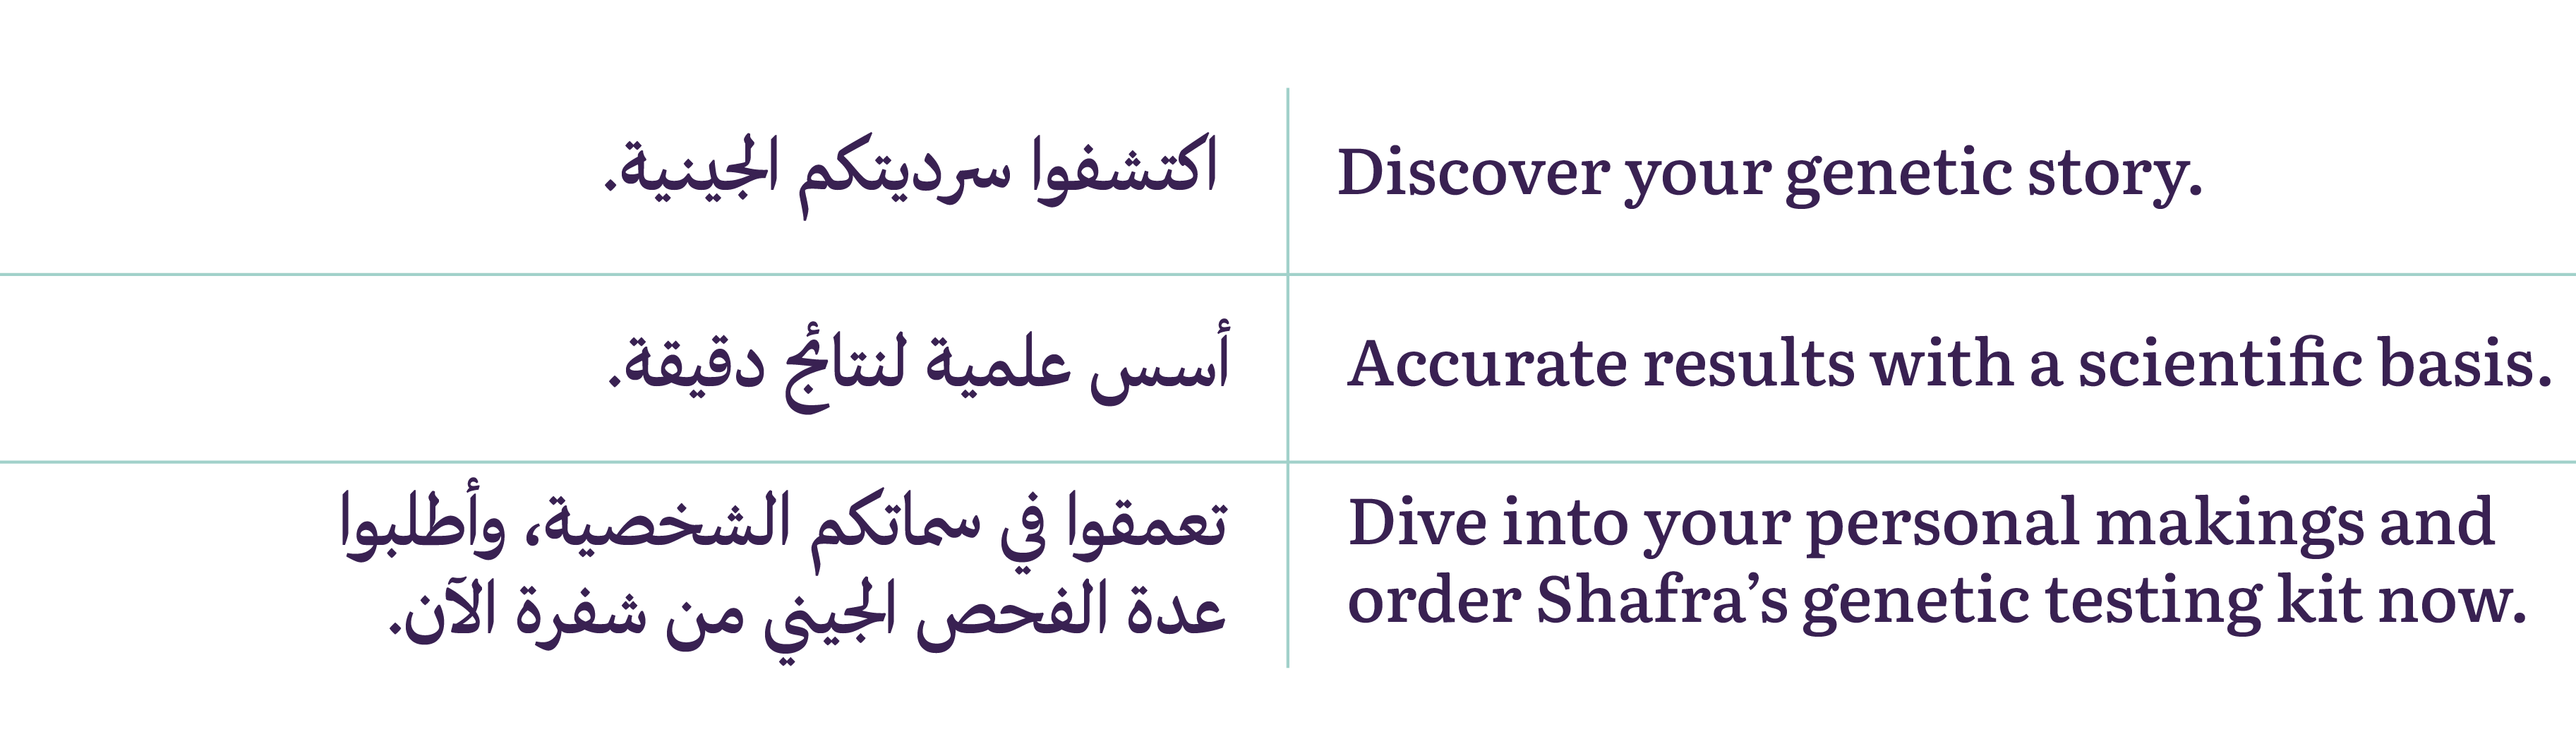 اكتشفوا سرديتكم الجينية.
Discover your genetic story.
أسس علمية لنتائج دقيقة.
Accurate results with a scientific basis.
تعمقوا في سماتكم الشخصية، وأطلبوا
عدة الفحص الجيني من شفرة الآن.
Dive into your personal makings and
order Shafra’s genetic testing kit now.